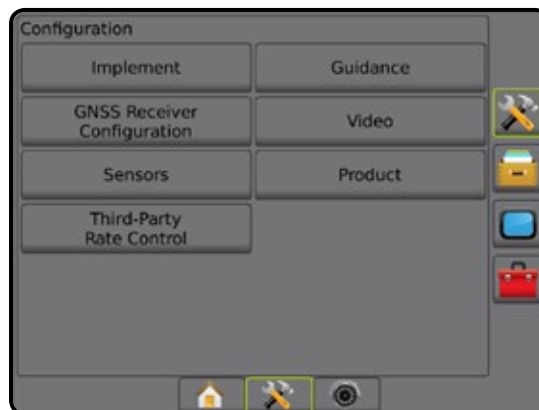 Configuration
Implement
Guidance
GNSS Receiver
Configuration
Video
Sensors
Product
Third-Party
Rate Control